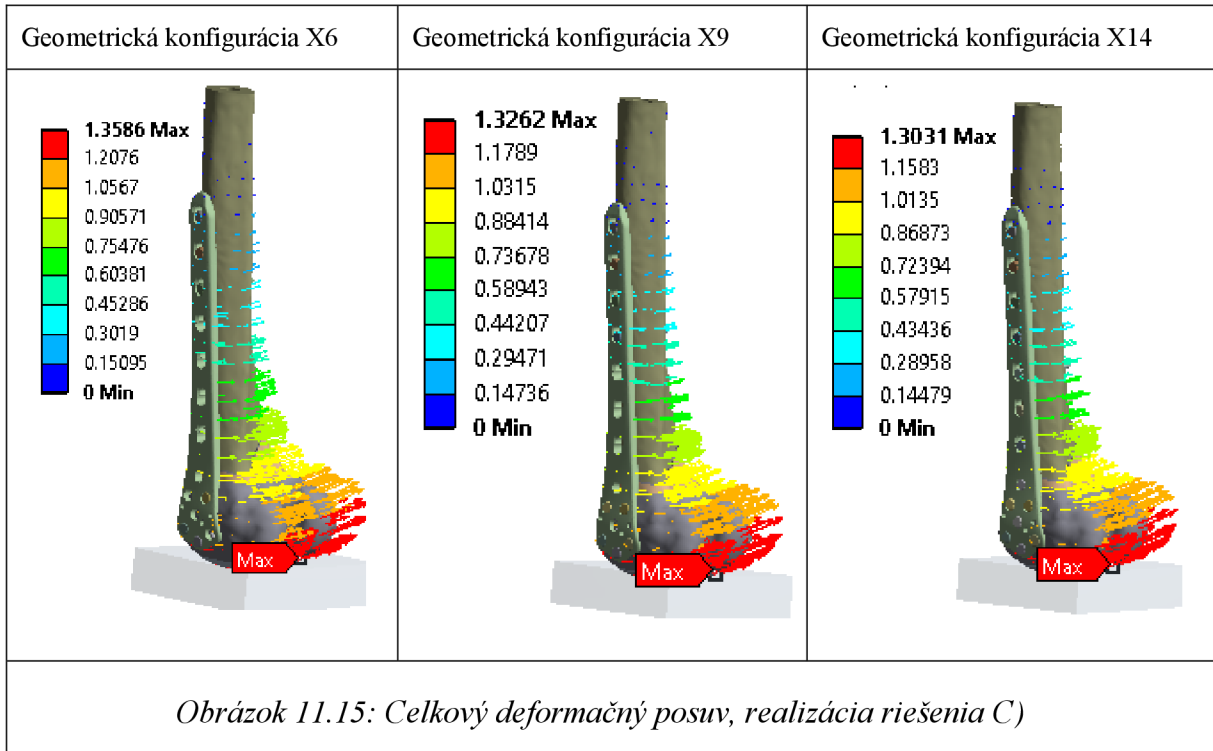 Geometrická konfigurácia X6
Geometrická konfigurácia X9
Geometrická konfigurácia X14
1.3586 Max
1.2076
1.0567
0.90571
0.75476
0.60381
0.45286
0.3019
0.15095
0 Min
Max
1.3262 Max
1.1789
1.0315
0.88414
0.73678
0.58943
0.44207
0.29471
0.14736
0 Min
Max
1.3031 Max
1.1583
1.0135
0.86873
0.72394
0.57915
0.43436
0.28958
0.14479
0 Min
Max
Obrázok 11.15: Celkový deformačný posuv, realizácia riešenia C)